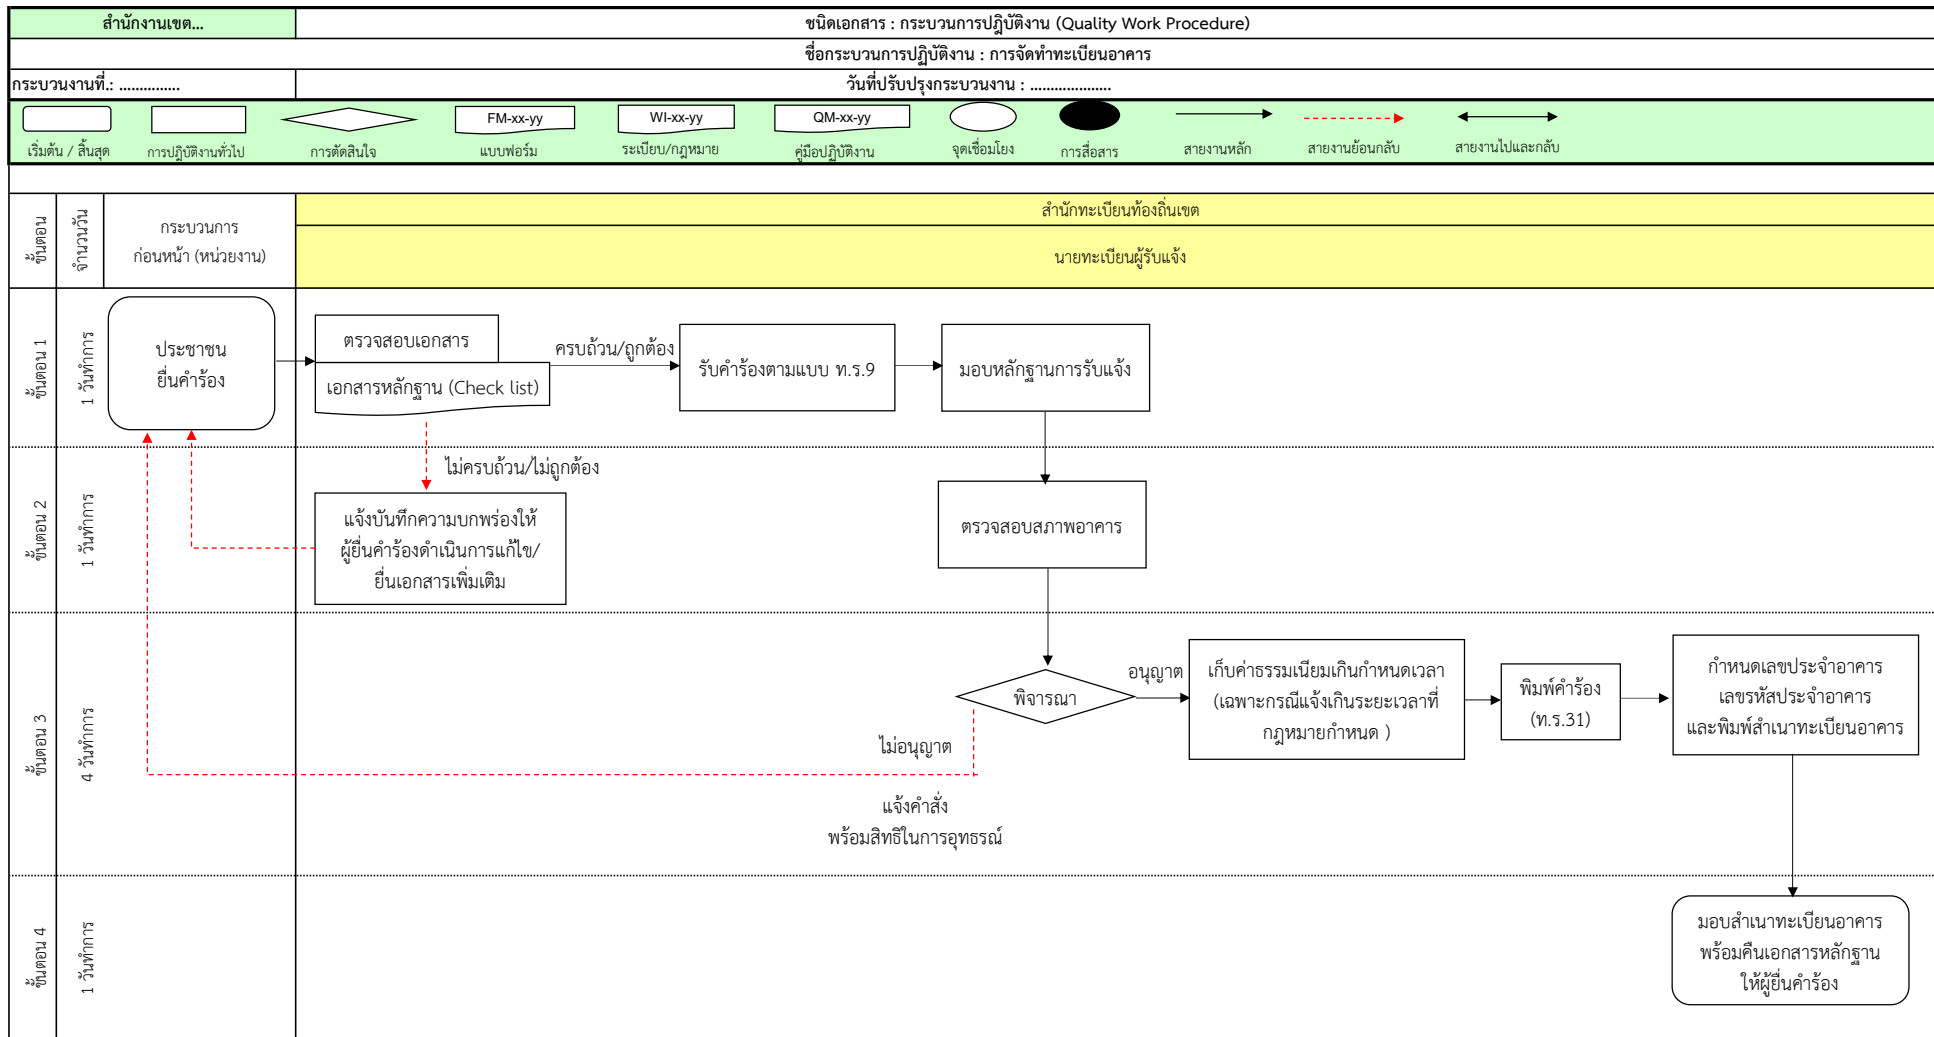 สำนักงานเขต...
ชนิดเอกสาร : กระบวนการปฎิบัติงาน (Quality Work Procedure)
ชื่อกระบวนการปฏิบัติงาน : การจัดทำทะเบียนอาคาร
กระบวนงานที่.: ...............
วันที่ปรับปรุงกระบวนงาน : ....................
FM-xx-yy
WI-xx-yy
QM-xx-yy
เริ่มต้น / สิ้นสุด
การปฏิบัติงานทั่วไป
การตัดสินใจ
แบบฟอร์ม
ระเบียบ/กฎหมาย
คู่มือปฏิบัติงาน
จุดเชื่อมโยง
การสื่อสาร
สายงานหลัก
สายงานย้อนกลับ
สายงานไปและกลับ
ขั้นตอน
จำนวนวัน
กระบวนการ
ก่อนหน้า (หน่วยงาน)
สำนักทะเบียนท้องถิ่นเขต
นายทะเบียนผู้รับแจ้ง
ขั้นตอน 1
1 วันทำการ
ประชาชน
ยื่นคำร้อง
ตรวจสอบเอกสาร
เอกสารหลักฐาน (Check list)
ครบถ้วน/ถูกต้อง
รับคำร้องตามแบบ ท.ร.9
มอบหลักฐานการรับแจ้ง
ขั้นตอน 2
1 วันทำการ
ไม่ครบถ้วน/ไม่ถูกต้อง
แจ้งบันทึกความบกพร่องให้
ผู้ยื่นคำร้องดำเนินการแก้ไข/
ยื่นเอกสารเพิ่มเติม
ตรวจสอบสภาพอาคาร
ขั้นตอน 3
4 วันทำการ
พิจารณา
อนุญาต
เก็บค่าธรรมเนียมเกินกำหนดเวลา
(เฉพาะกรณีแจ้งเกินระยะเวลาที่
กฎหมายกำหนด )
พิมพ์คำร้อง
(ท.ร.31)
กำหนดเลขประจำอาคาร
เลขรหัสประจำอาคาร
และพิมพ์สำเนาทะเบียนอาคาร
ไม่อนุญาต
แจ้งคำสั่ง
พร้อมสิทธิในการอุทธรณ์
ขั้นตอน 4
1 วันทำการ
มอบสำเนาทะเบียนอาคาร
พร้อมคืนเอกสารหลักฐาน
ให้ผู้ยื่นคำร้อง